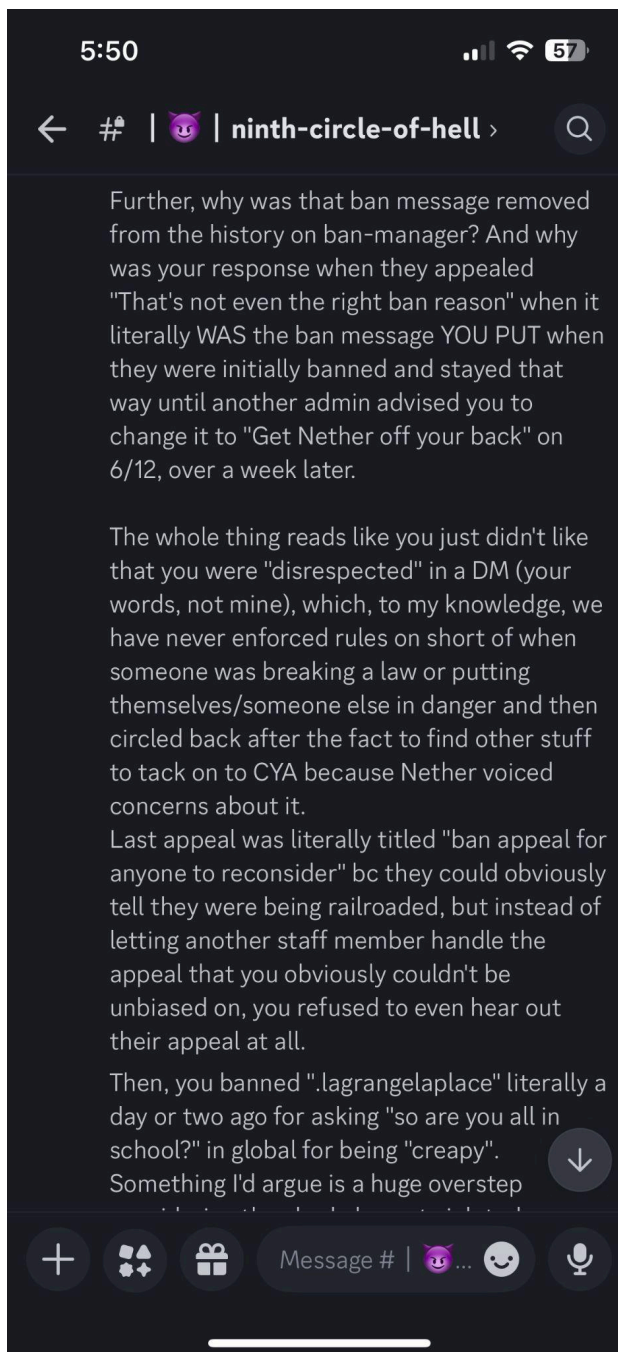 5:50
57
# | 😈 | ninth-circle-of-hell ›
Further, why was that ban message removed
from the history on ban-manager? And why
was your response when they appealed
"That's not even the right ban reason" when it
literally WAS the ban message YOU PUT when
they were initially banned and stayed that
way until another admin advised you to
change it to "Get Nether off your back" on
6/12, over a week later.
The whole thing reads like you just didn't like
that you were "disrespected" in a DM (your
words, not mine), which, to my knowledge, we
have never enforced rules on short of when
someone was breaking a law or putting
themselves/someone else in danger and then
circled back after the fact to find other stuff
to tack on to CYA because Nether voiced
concerns about it.
Last appeal was literally titled "ban appeal for
anyone to reconsider" bc they could obviously
tell they were being railroaded, but instead of
letting another staff member handle the
appeal that you obviously couldn't be
unbiased on, you refused to even hear out
their appeal at all.
Then, you banned ".lagrangelaplace" literally a
day or two ago for asking "so are you all in
school?" in global for being "creepy".
Something I'd argue is a huge overstep
Message # | 😈...